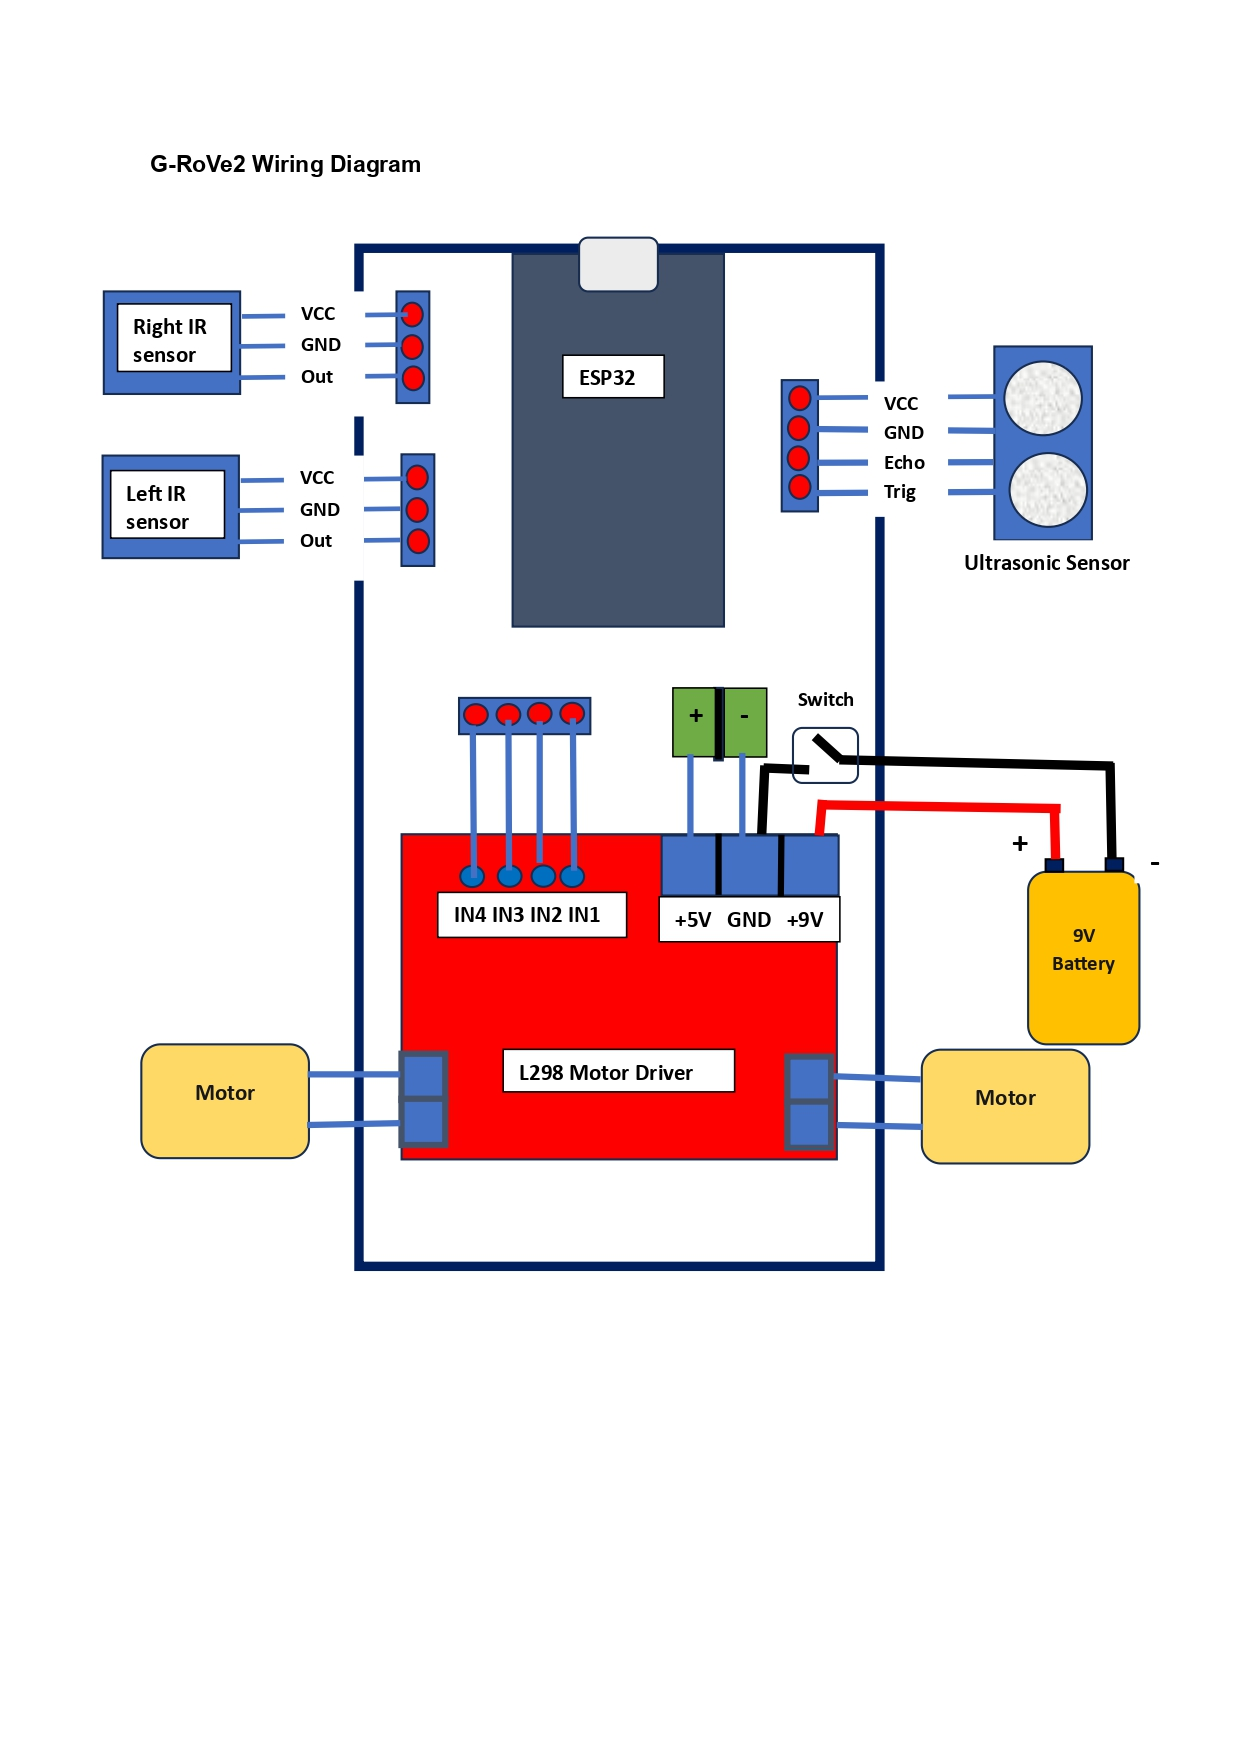 G-RoVe2 Wiring Diagram
Right IR
sensor
VCC
GND
Out
ESP32
Left IR
sensor
VCC
GND
Out
VCC
GND
Echo
Trig
Ultrasonic Sensor
+ -
Switch
+ -
IN4 IN3 IN2 IN1
+5V GND +9V
9V
Battery
L298 Motor Driver
Motor
Motor